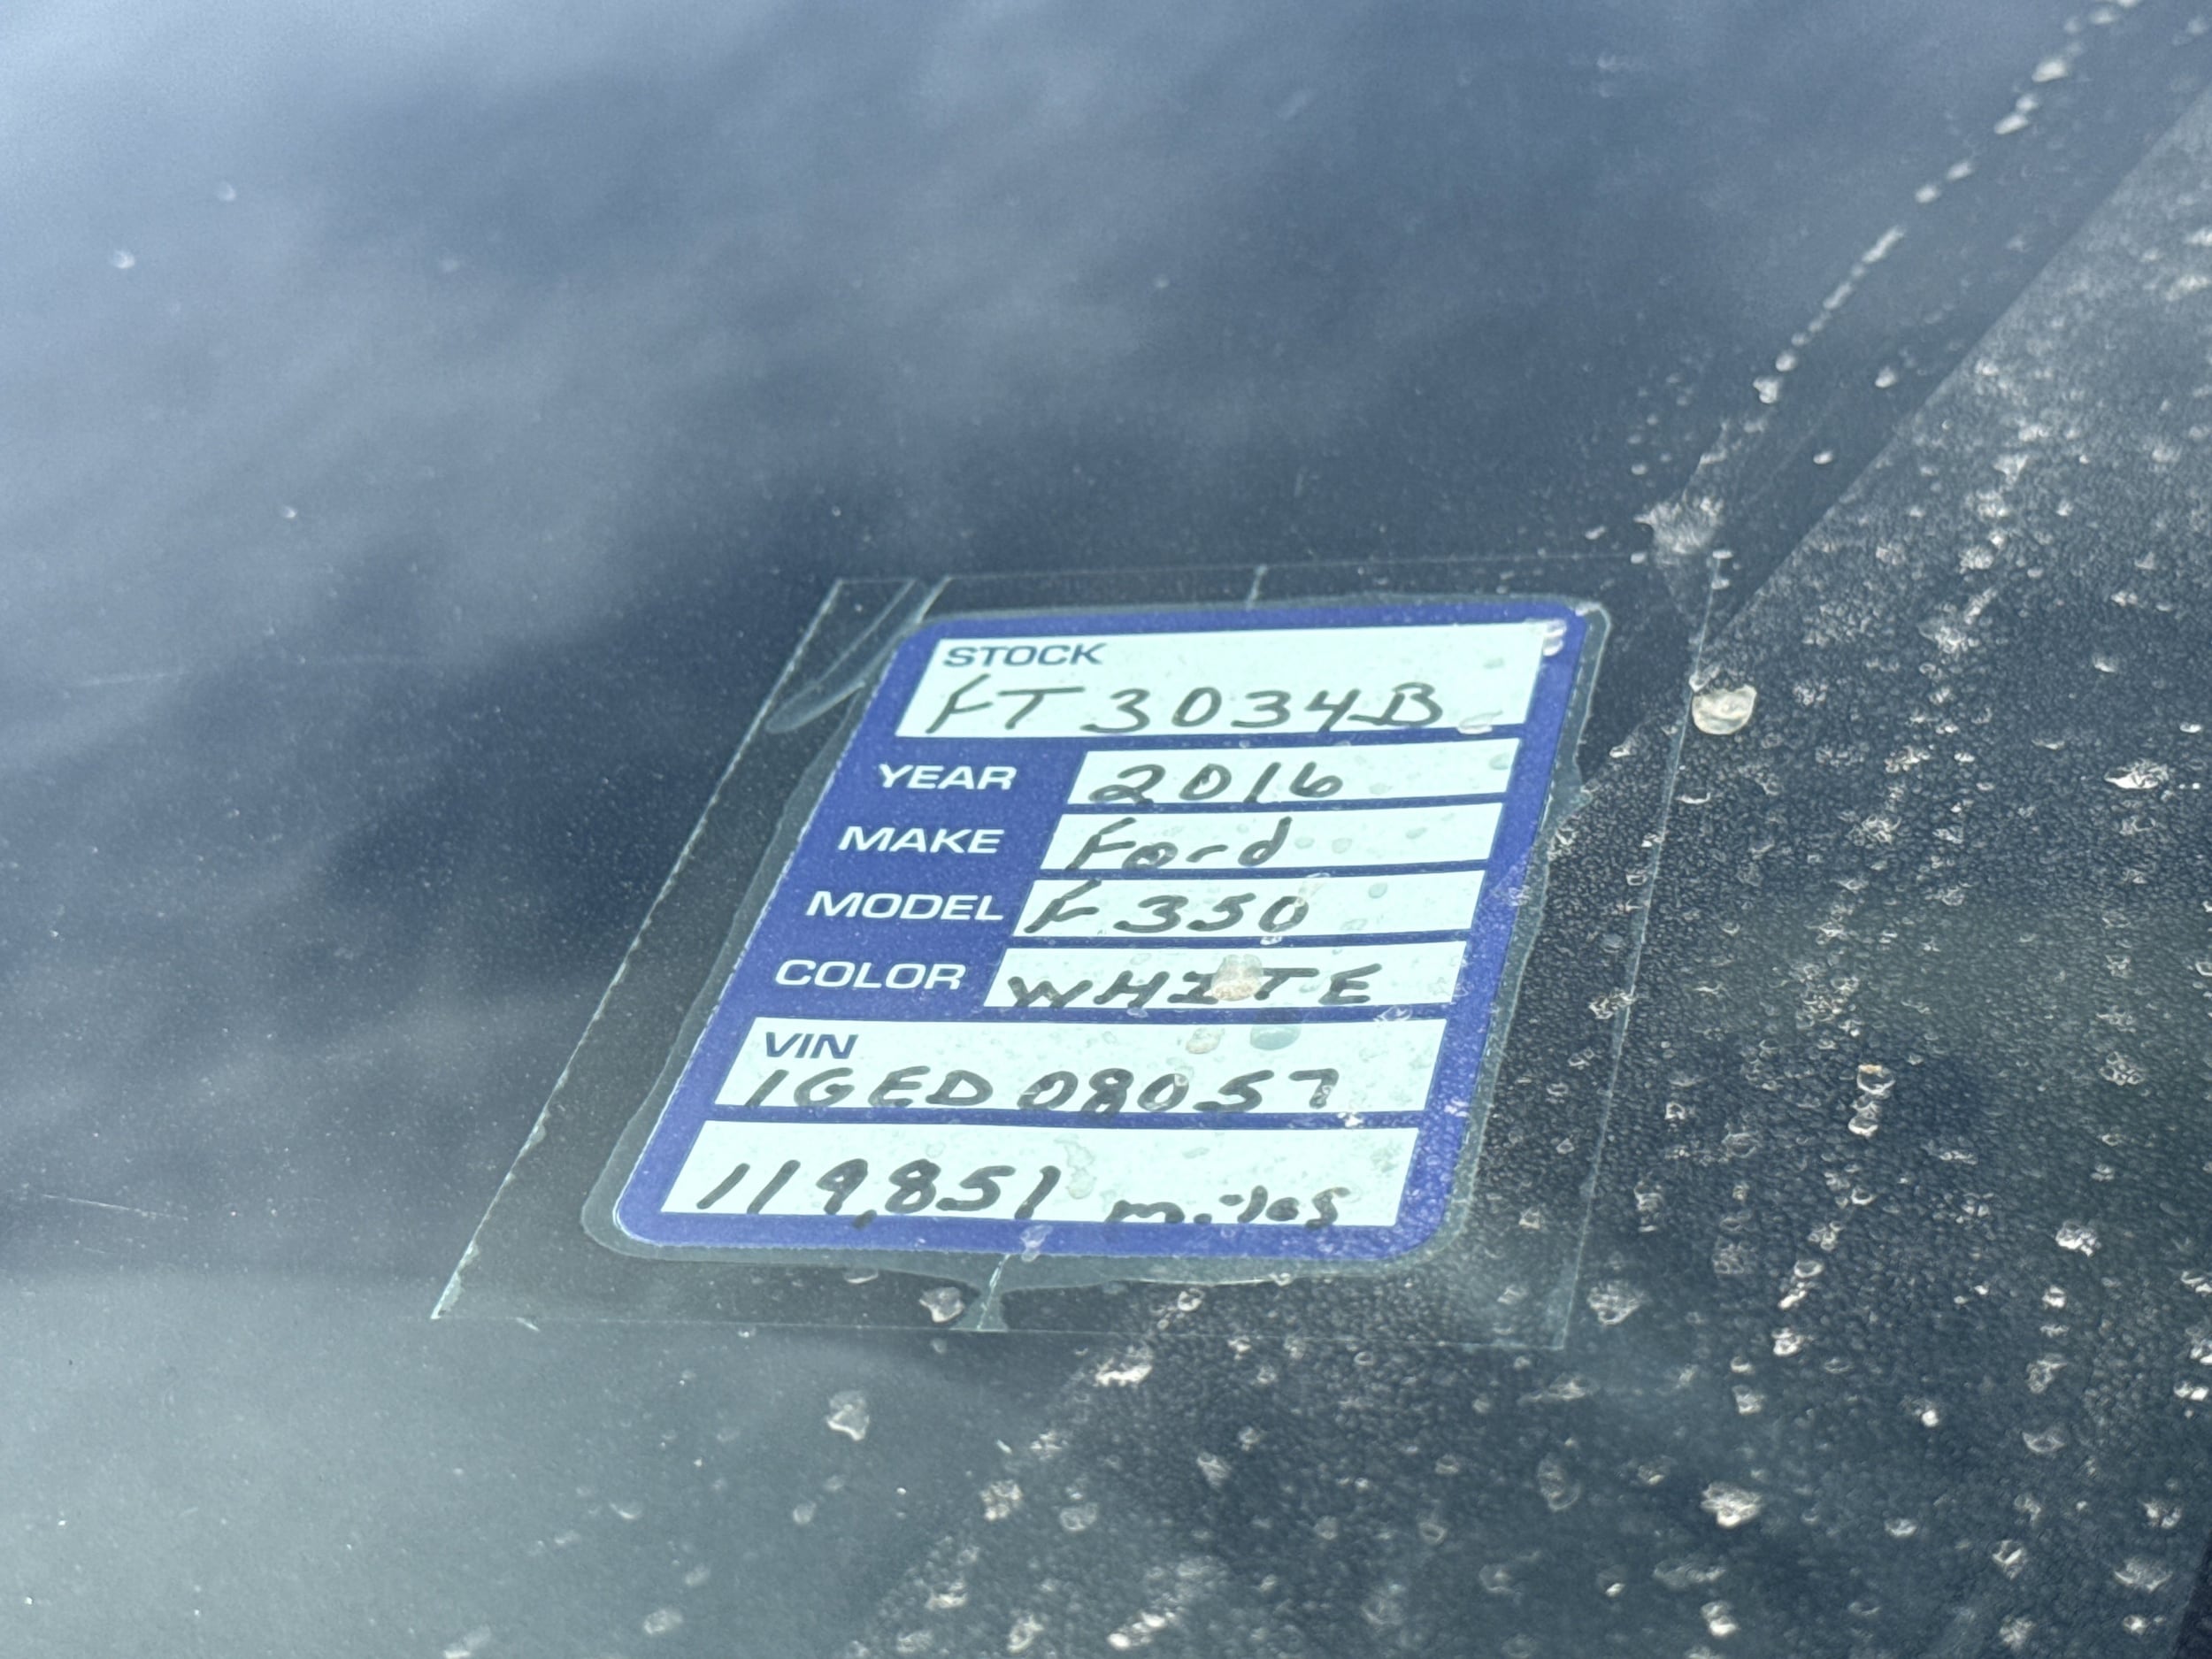 STOCK
FT3034B
YEAR 2016
MAKE Ford
MODEL F350
COLOR WHITE
VIN
1GED08057
119,851 miles